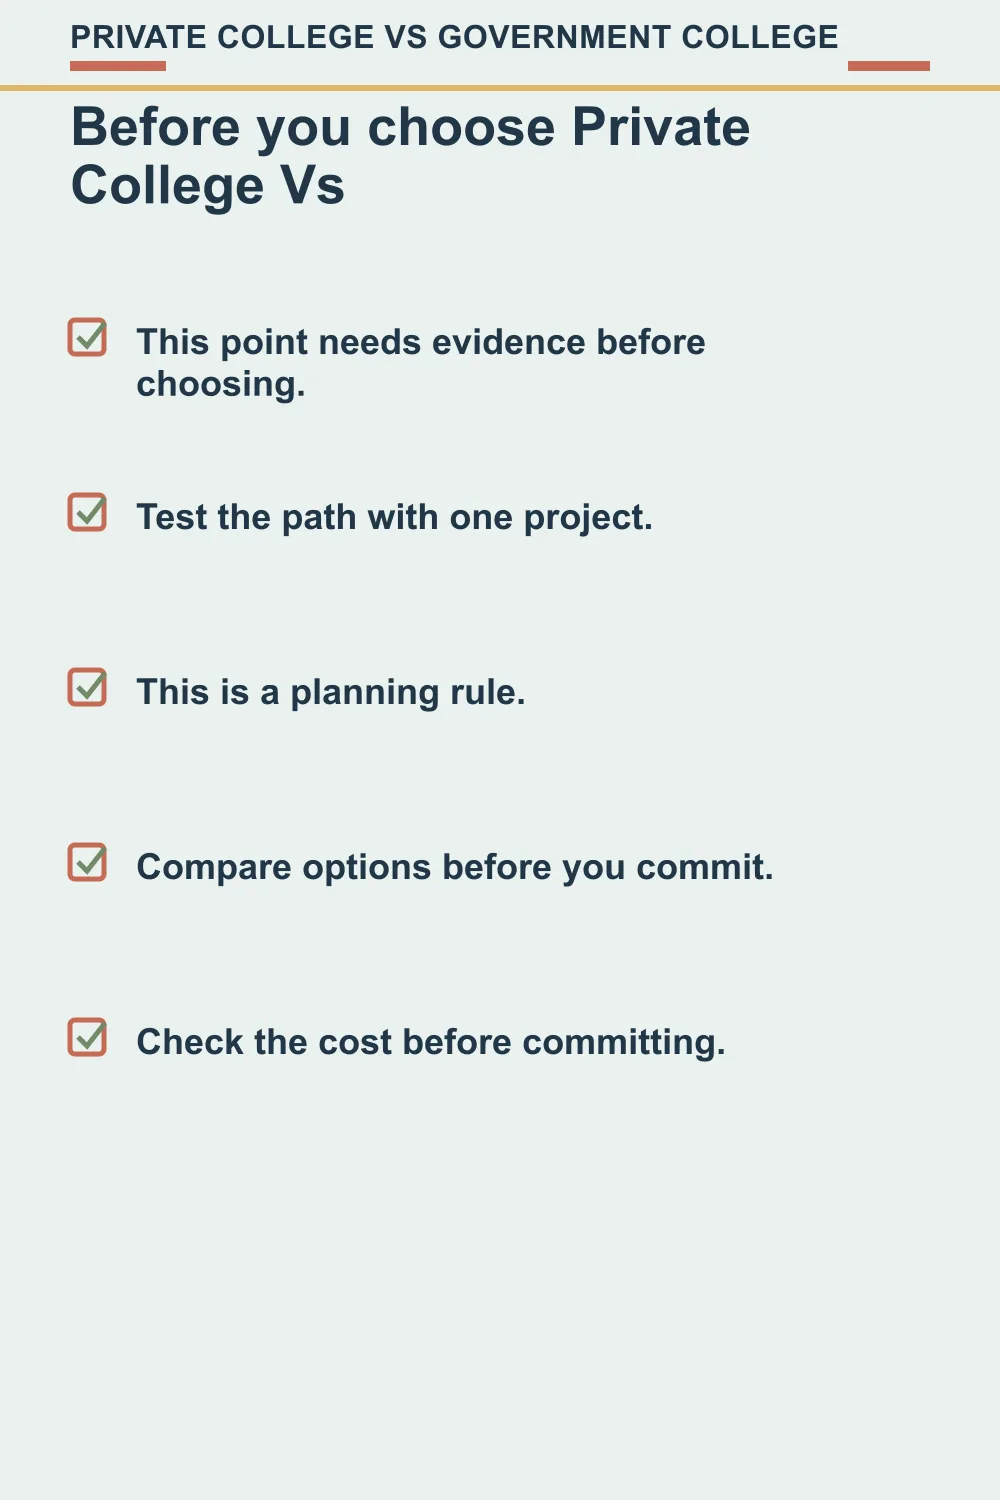 PRIVATE COLLEGE VS GOVERNMENT COLLEGE
Before you choose Private
College Vs
This point needs evidence before
choosing.
Test the path with one project.
This is a planning rule.
Compare options before you commit.
Check the cost before committing.